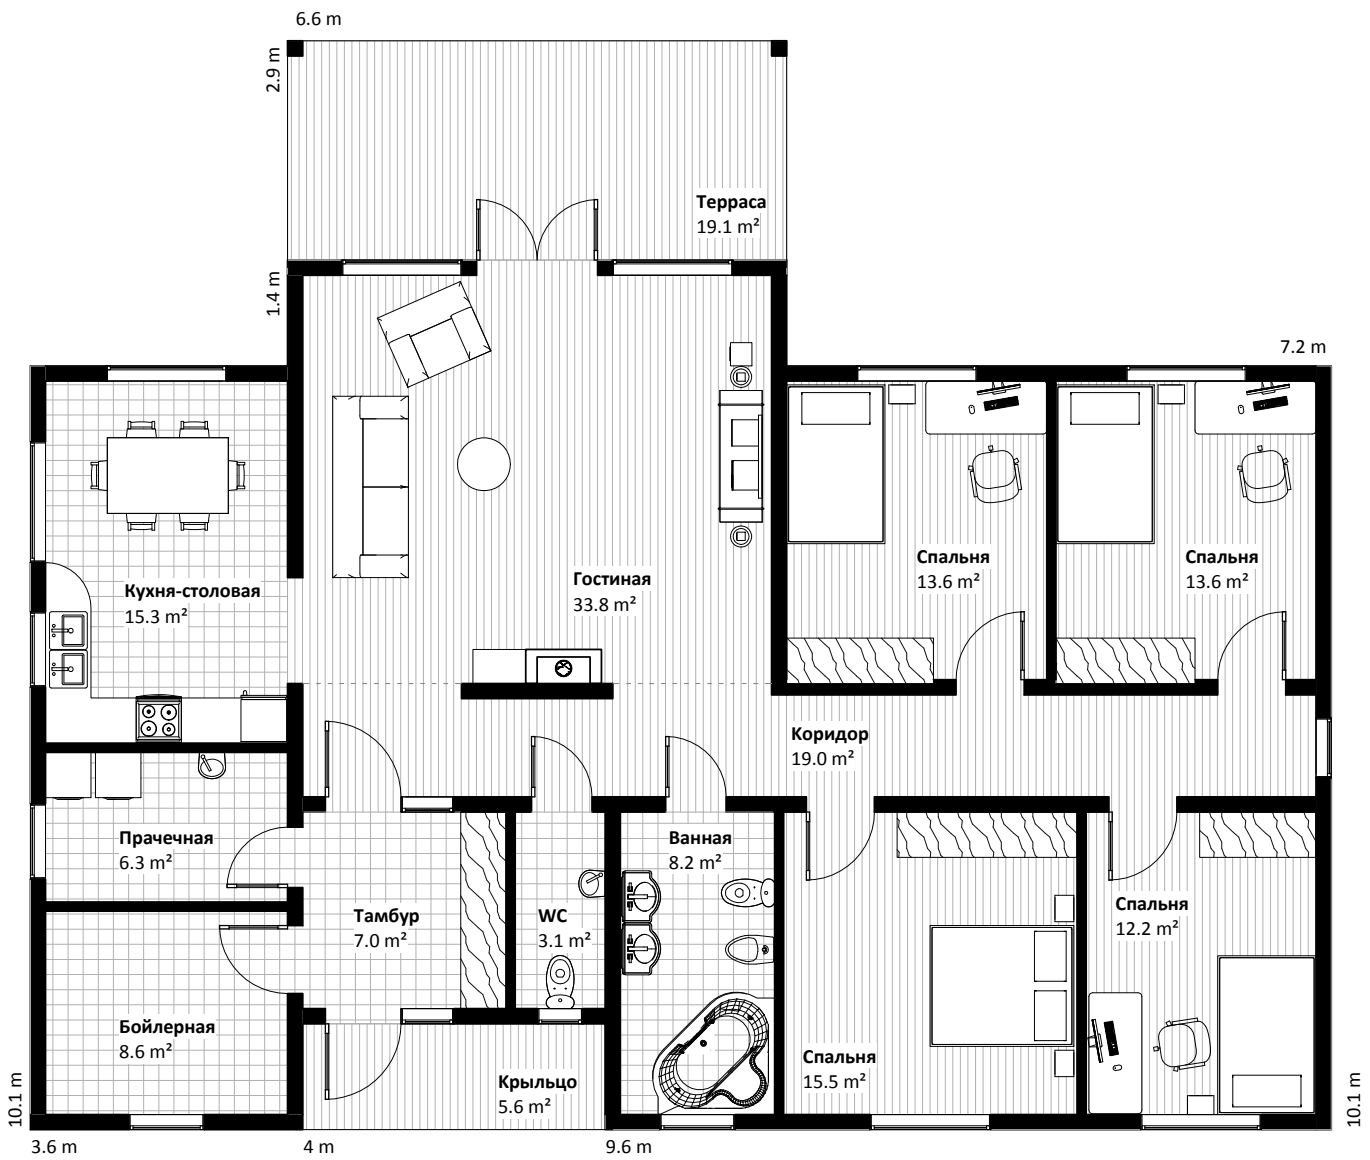 6.6 m
2.9 m
Терраса
19.1 m²
1.4 m
7.2 m
Кухня-столовая
15.3 m²
Гостиная
33.8 m²
Спальня
13.6 m²
Спальня
13.6 m²
Коридор
19.0 m²
Прачечная
6.3 m²
Ванная
8.2 m²
Тамбур
7.0 m²
WC
3.1 m²
Спальня
12.2 m²
Бойлерная
8.6 m²
Спальня
15.5 m²
Крыльцо
5.6 m²
10.1 m
10.1 m
3.6 m
4 m
9.6 m